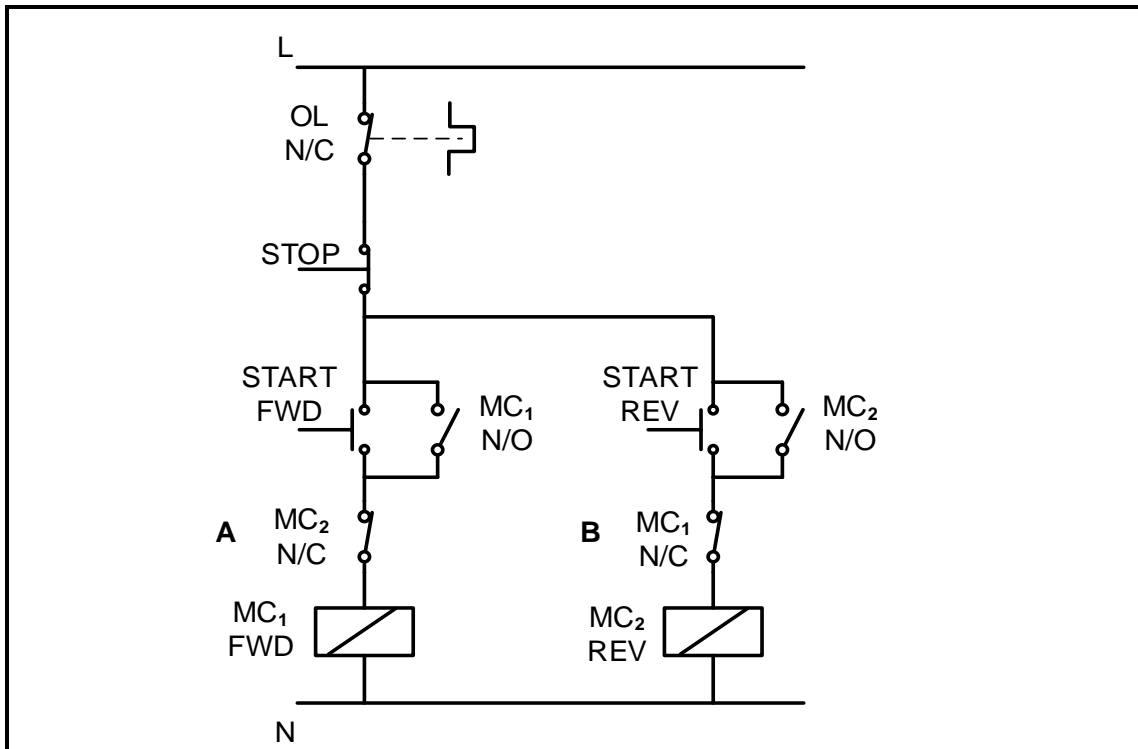 L
OL
N/C
STOP
START
FWD
MC₁
N/O
START
REV
MC₂
N/O
A
MC₂
N/C
B
MC₁
N/C
MC₁
FWD
MC₂
REV
N